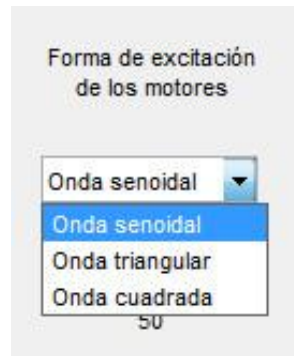 Forma de excitación
de los motores
Onda senoidal
Onda senoidal
Onda triangular
Onda cuadrada
50